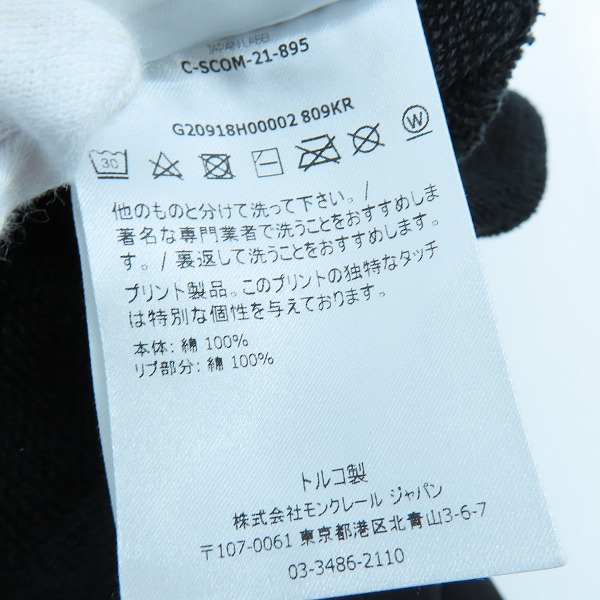 JAPAN LABEL
C-SCOM-21-895
G20918H00002 809KR
30
W
他のものと分けて洗って下さい。/
著名な専門業者で洗うことをおすすめしま
す。/ 裏返して洗うことをおすすめします。
プリント製品。このプリントの独特なタッチ
は特別な個性を与えております。
本体: 綿 100%
リブ部分: 綿 100%
トルコ製
株式会社モンクレール ジャパン
〒107-0061 東京都港区北青山3-6-7
03-3486-2110